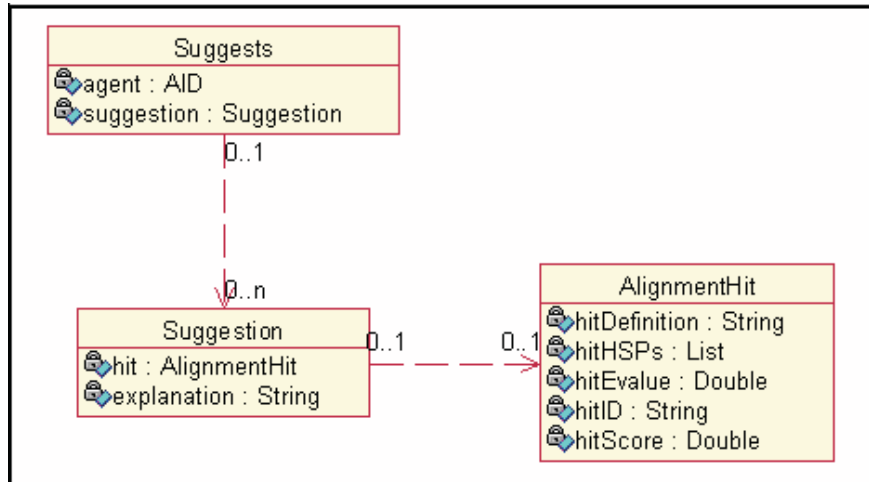 Suggests
agent : AID
suggestion : Suggestion
0..1
0..n
Suggestion
hit : AlignmentHit
explanation : String
0..1
0..1
AlignmentHit
hitDefinition : String
hitHSPs : List
hitEvalue : Double
hitID : String
hitScore : Double